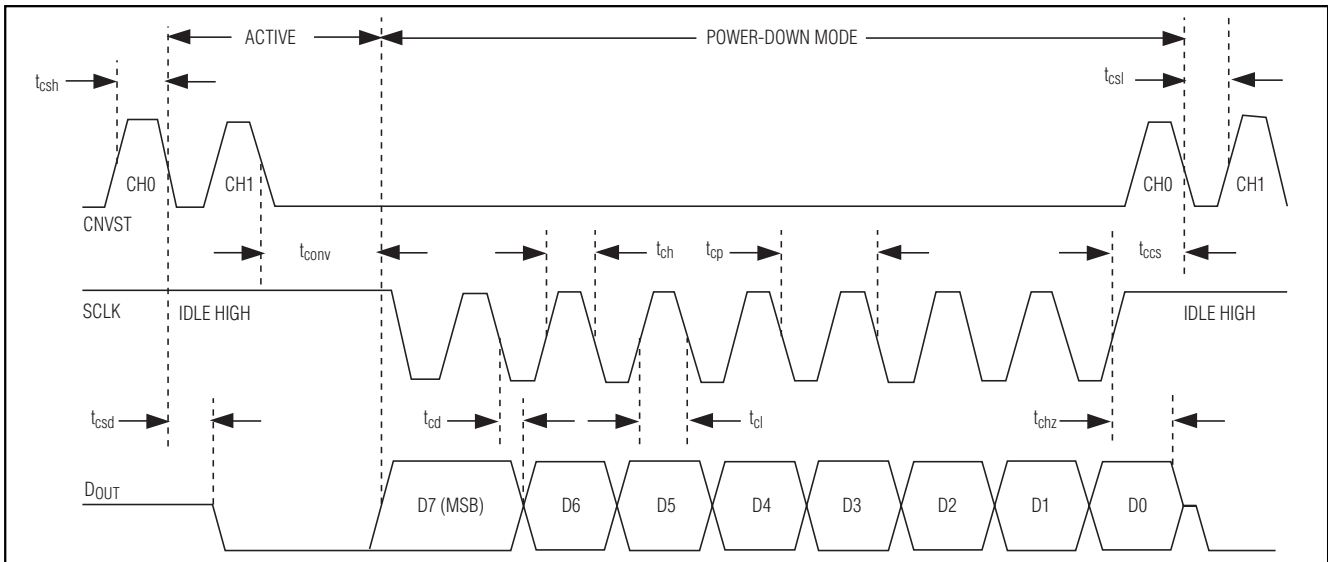 ACTIVE
POWER-DOWN MODE
tcsh
tcsl
CH0
CH1
CH0
CH1
CNVST
tconv
tch
tcp
tccs
SCLK
IDLE HIGH
IDLE HIGH
tcsd
tcd
tcl
tchz
DOUT
D7 (MSB)
D6
D5
D4
D3
D2
D1
D0